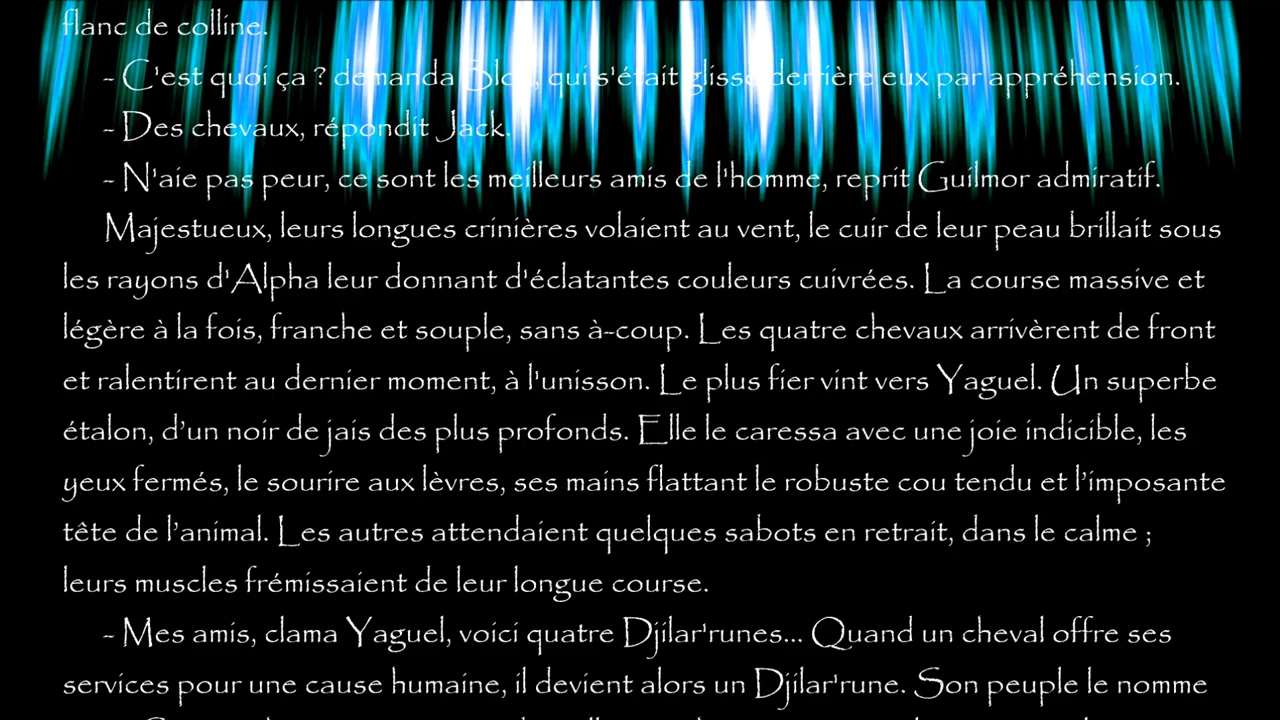 flanc de colline.
- C'est quoi ça ? demanda qui s'était glissé derrière eux par appréhension.
- Des chevaux, répondit Jack.
- N'aie pas peur, ce sont les meilleurs amis de l'homme, reprit Guilmor admiratif.
Majestueux, leurs longues crinières volaient au vent, le cuir de leur peau brillait sous
les rayons d'Alpha leur donnant d'éclatantes couleurs cuivrées. La course massive et
légère à la fois, franche et souple, sans à-coup. Les quatre chevaux arrivèrent de front
et ralentirent au dernier moment, à l'unisson. Le plus fier vint vers Yaguel. Un superbe
étalon, d’un noir de jais des plus profonds. Elle le caressa avec une joie indicible, les
yeux fermés, le sourire aux lèvres, ses mains flattant le robuste cou tendu et l’imposante
tête de l’animal. Les autres attendaient quelques sabots en retrait, dans le calme ;
leurs muscles frémissaient de leur longue course.
- Mes amis, clama Yaguel, voici quatre Djilar'runes... Quand un cheval offre ses
services pour une cause humaine, il devient alors un Djilar'rune. Son peuple le nomme